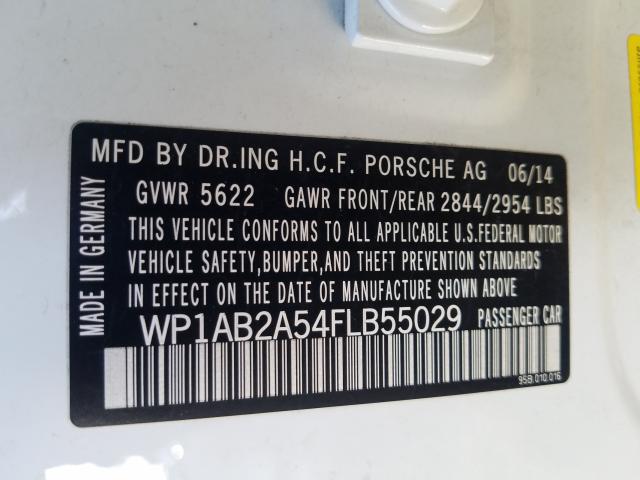 MFD BY DR.ING H.C.F. PORSCHE AG 06/14
GVWR 5622 GAWR FRONT/REAR 2844/2954 LBS
THIS VEHICLE CONFORMS TO ALL APPLICABLE U.S.FEDERAL MOTOR
VEHICLE SAFETY,BUMPER,AND THEFT PREVENTION STANDARDS
IN EFFECT ON THE DATE OF MANUFACTURE SHOWN ABOVE
WP1AB2A54FLB55029 PASSENGER CAR
95B.010.016
MADE IN GERMANY